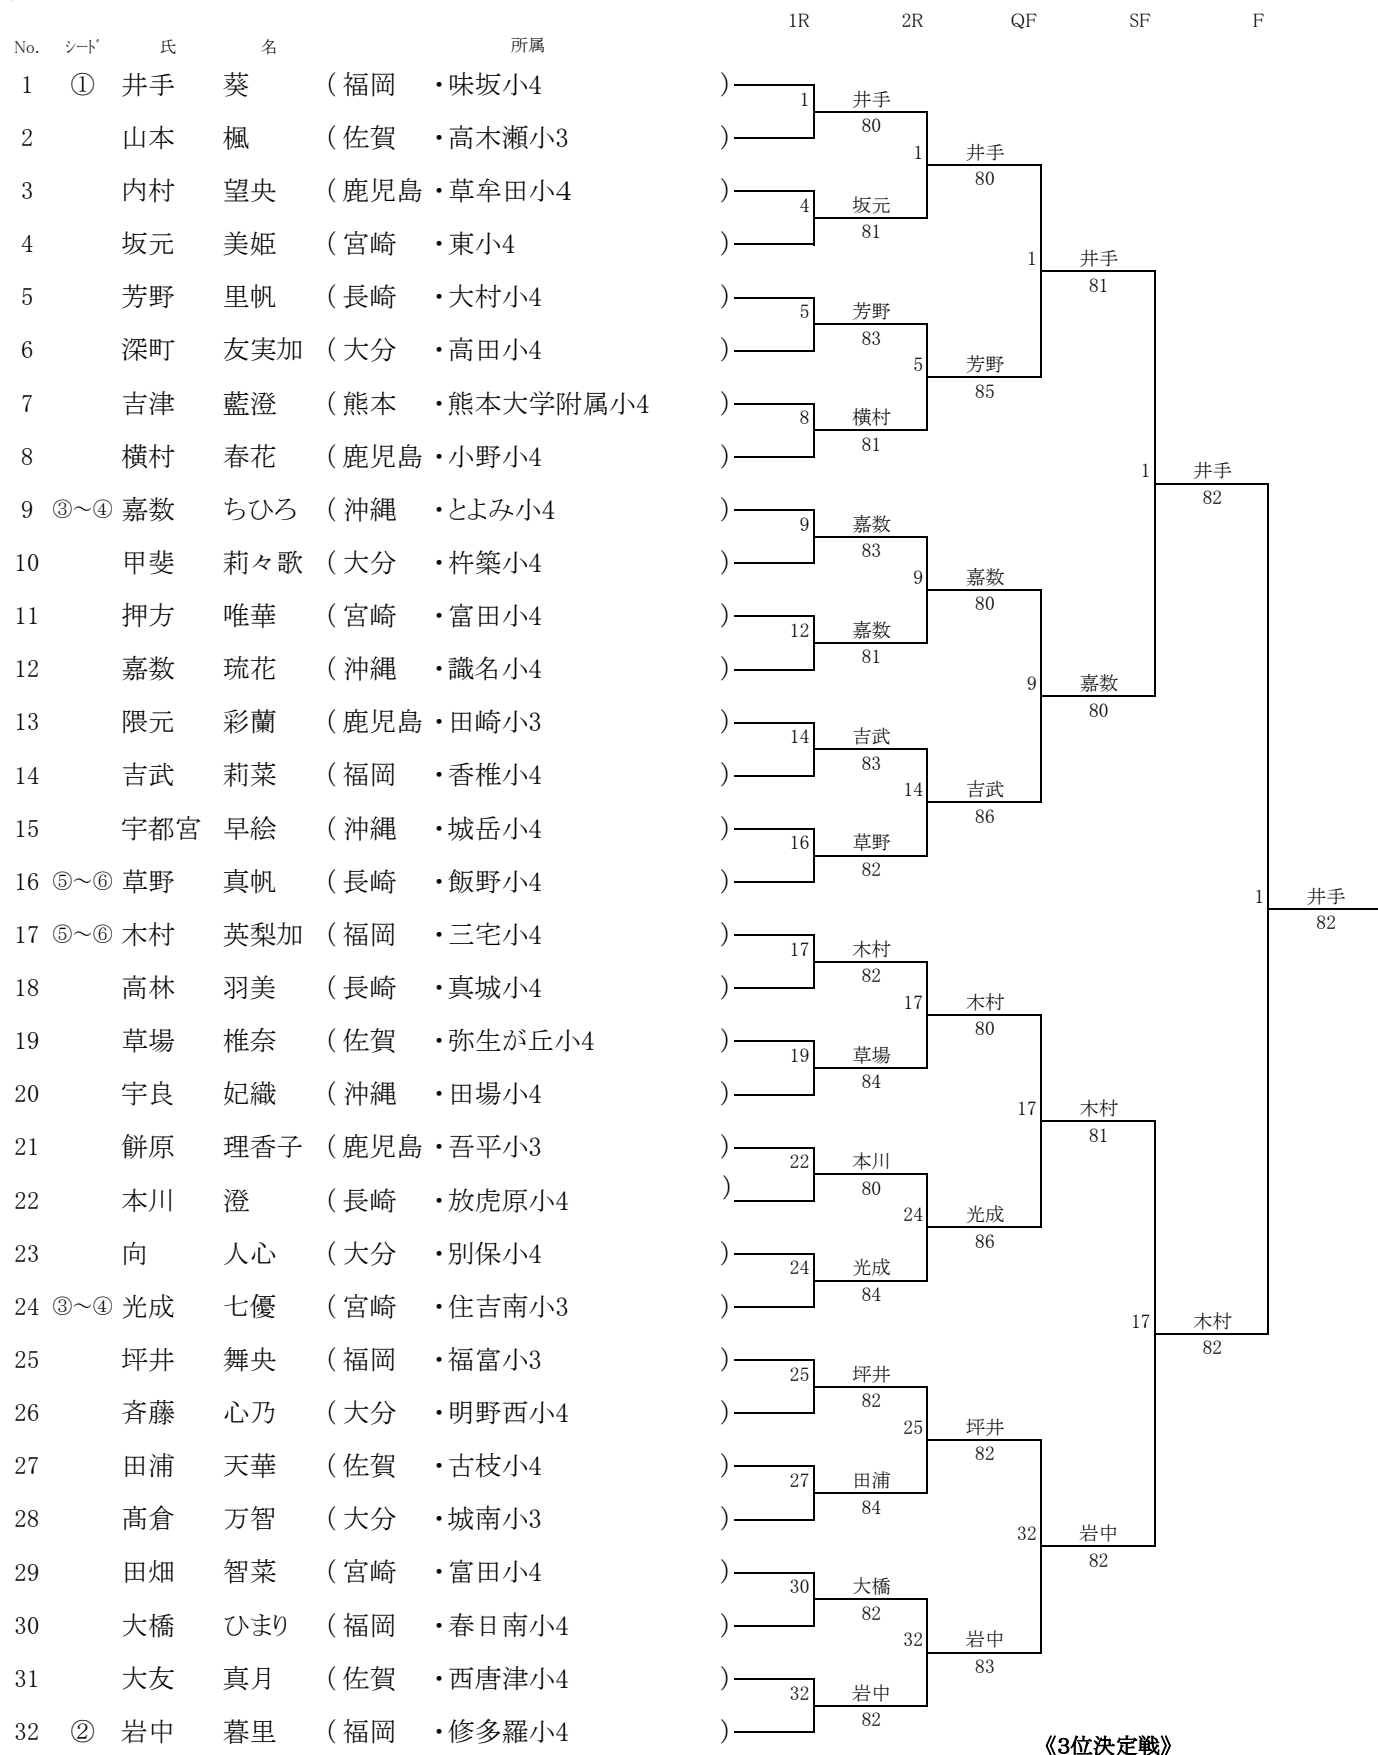 1R 2R QF SF F
No. シード 氏 名 所属
1 ① 井手 葵 (福岡 ・味坂小4 )
1 井手
80
2 山本 楓 (佐賀 ・高木瀬小3 )
1 井手
80
3 内村 望央 (鹿児島 ・草牟田小4 )
4 坂元
81
4 坂元 美姫 (宮崎 ・東小4 )
1 井手
81
5 芳野 里帆 (長崎 ・大村小4 )
5 芳野
83
6 深町 友実加 (大分 ・高田小4 )
5 芳野
85
7 吉津 藍澄 (熊本 ・熊本大学附属小4 )
8 横村
81
8 横村 春花 (鹿児島 ・小野小4 )
1 井手
82
9 ③～④ 嘉数 ちひろ (沖縄 ・とよみ小4 )
9 嘉数
83
10 甲斐 莉々歌 (大分 ・杵築小4 )
9 嘉数
80
11 押方 唯華 (宮崎 ・富田小4 )
12 嘉数
81
12 嘉数 琉花 (沖縄 ・識名小4 )
9 嘉数
80
13 隈元 彩蘭 (鹿児島 ・田崎小3 )
14 吉武
83
14 吉武 莉菜 (福岡 ・香椎小4 )
14 吉武
86
15 宇都宮 早絵 (沖縄 ・城岳小4 )
16 草野
82
16 ⑤～⑥ 草野 真帆 (長崎 ・飯野小4 )
1 井手
82
17 ⑤～⑥ 木村 英梨加 (福岡 ・三宅小4 )
17 木村
82
18 高林 羽美 (長崎 ・真城小4 )
17 木村
80
19 草場 椎奈 (佐賀 ・弥生が丘小4 )
19 草場
84
20 宇良 妃織 (沖縄 ・田場小4 )
17 木村
81
21 餅原 理香子 (鹿児島 ・吾平小3 )
22 本川
80
22 本川 澄 (長崎 ・放虎原小4 )
24 光成
86
23 向 人心 (大分 ・別保小4 )
24 光成
84
24 ③～④ 光成 七優 (宮崎 ・住吉南小3 )
17 木村
82
25 坪井 舞央 (福岡 ・福富小3 )
25 坪井
82
26 斉藤 心乃 (大分 ・明野西小4 )
25 坪井
82
27 田浦 天華 (佐賀 ・古枝小4 )
27 田浦
84
28 髙倉 万智 (大分 ・城南小3 )
32 岩中
82
29 田畑 智菜 (宮崎 ・富田小4 )
30 大橋
82
30 大橋 ひまり (福岡 ・春日南小4 )
32 岩中
83
31 大友 真月 (佐賀 ・西唐津小4 )
32 岩中
82
32 ② 岩中 暮里 (福岡 ・修多羅小4 )
《3位決定戦》